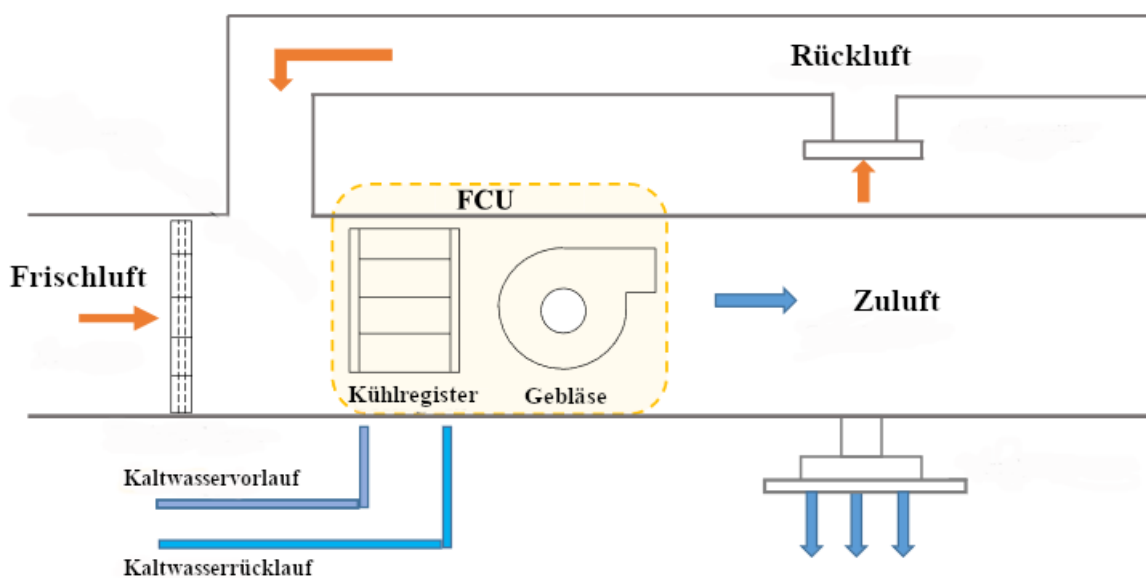 Rückluft
FCU
Frischluft
Zuluft
Kühlregister
Gebläse
Kaltwasservorlauf
Kaltwasserrücklauf